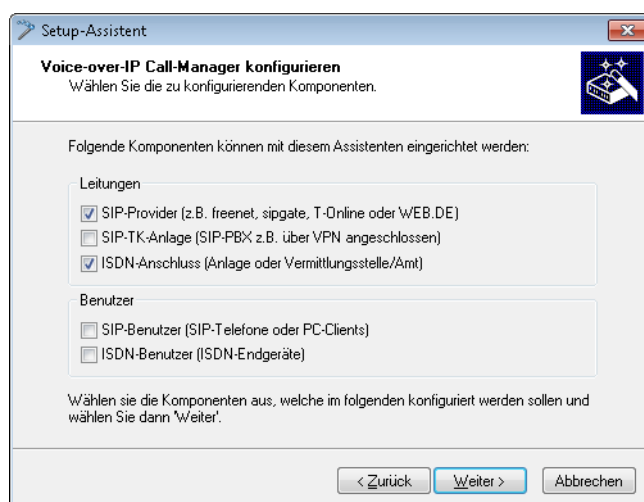 Setup-Assistent
Voice-over-IP Call-Manager konfigurieren
Wählen Sie die zu konfigurierenden Komponenten.
Folgende Komponenten können mit diesem Assistenten eingerichtet werden:
Leitungen
SIP-Provider (z.B. freenet, sipgate, T-Online oder WEB.DE)
SIP-TK-Anlage (SIP-PBX z.B. über VPN angeschlossen)
ISDN-Anschluss (Anlage oder Vermittlungsstelle/Amt)
Benutzer
SIP-Benutzer (SIP-Telefone oder PC-Clients)
ISDN-Benutzer (ISDN-Endgeräte)
Wählen sie die Komponenten aus, welche im folgenden konfiguriert werden sollen und
wählen Sie dann 'Weiter'.
< Zurück Weiter > Abbrechen